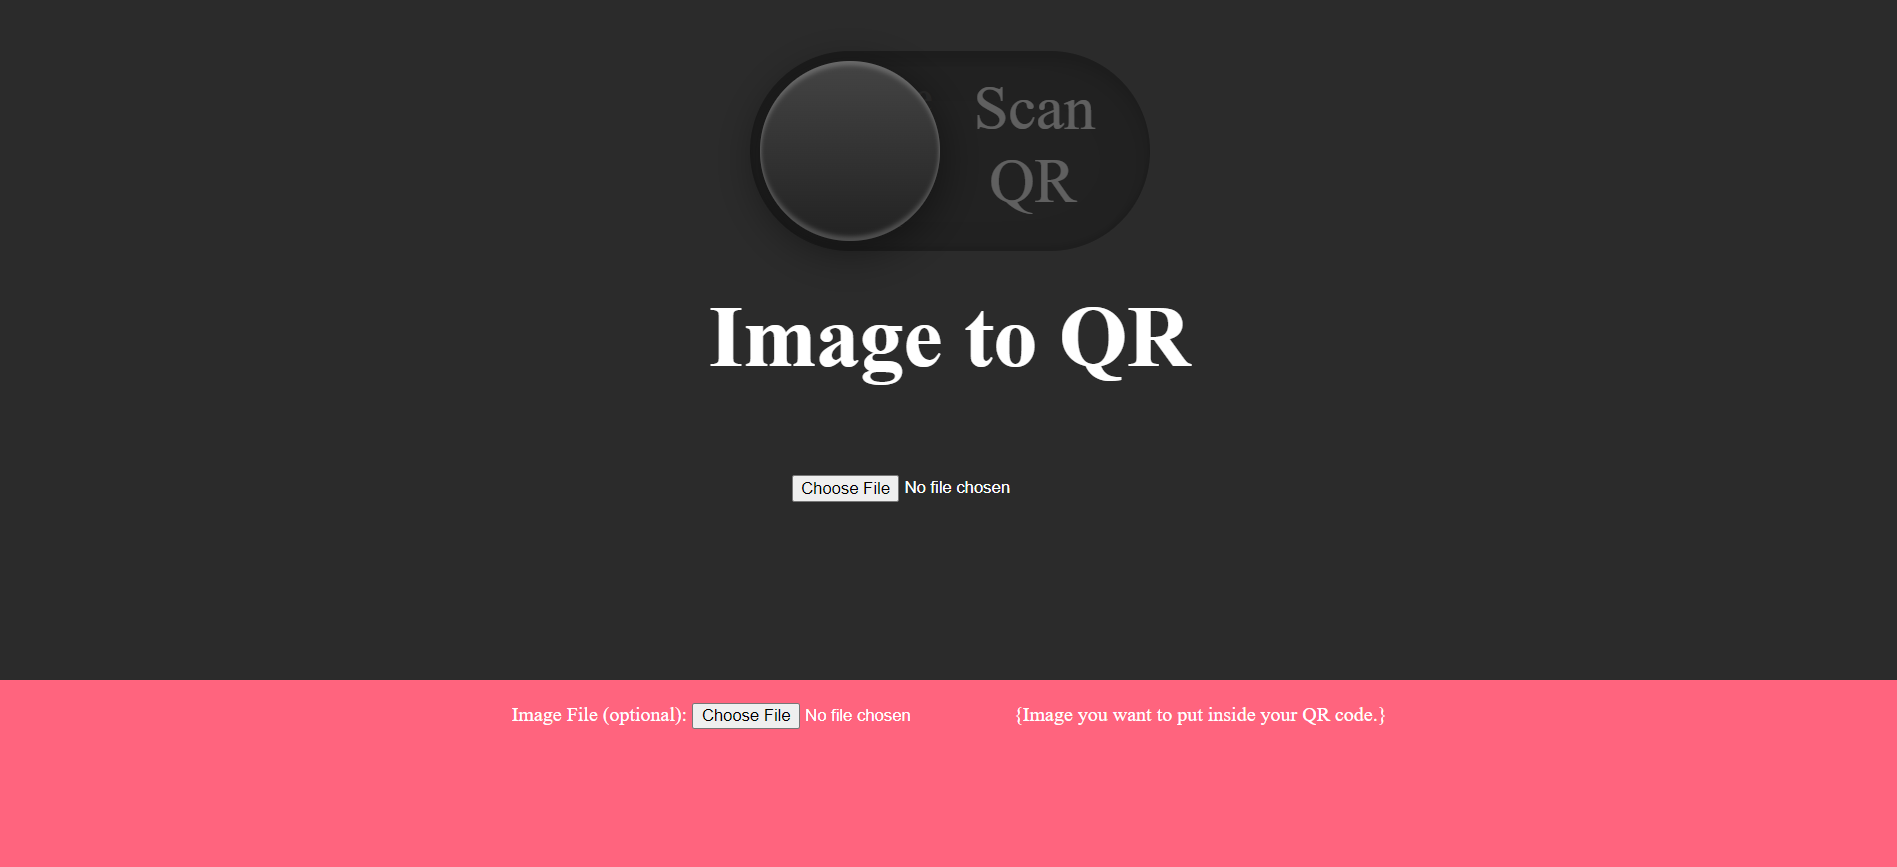 Scan
QR
Image to QR
Choose File No file chosen
Image File (optional): Choose File No file chosen {Image you want to put inside your QR code.}